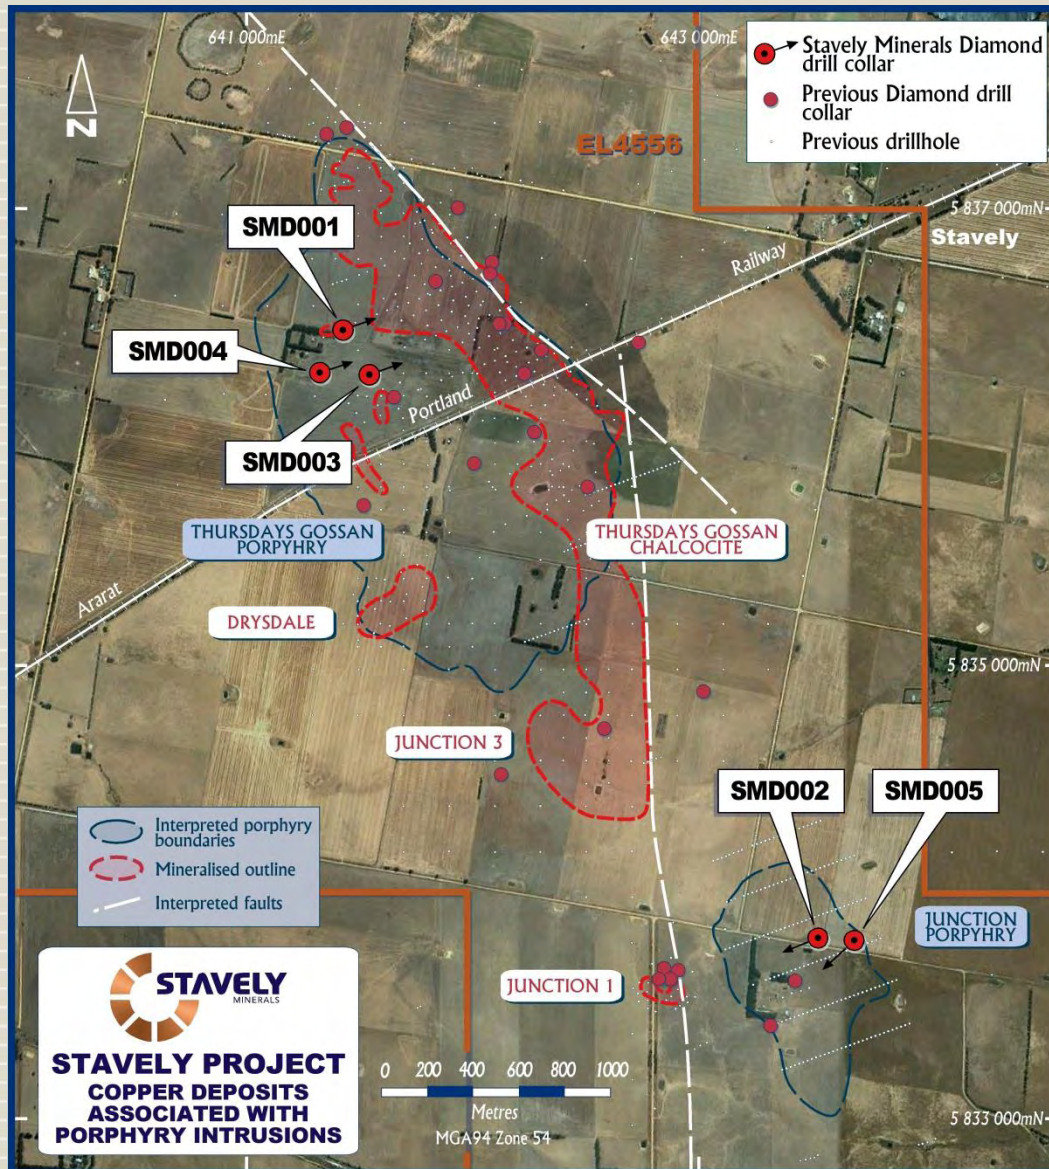 641 000mE
643 000mE
Stavely Minerals Diamond
drill collar
Previous Diamond drill
collar
Previous drillhole
N
EL4556
5 837 000mN
Stavely
SMD001
Railway
SMD004
Portland
SMD003
THURSDAYS GOSSAN
PORPYHRY
THURSDAYS GOSSAN
CHALCOCITE
Ararat
DRYSDALE
5 835 000mN
JUNCTION 3
SMD002
SMD005
Interpreted porphyry
boundaries
Mineralised outline
Interpreted faults
JUNCTION
PORPYHRY
JUNCTION 1
STAVELY
MINERALS
STAVELY PROJECT
COPPER DEPOSITS
ASSOCIATED WITH
PORPHYRY INTRUSIONS
0 200 400 600 800 1000
Metres
MGA94 Zone 54
5 833 000mN